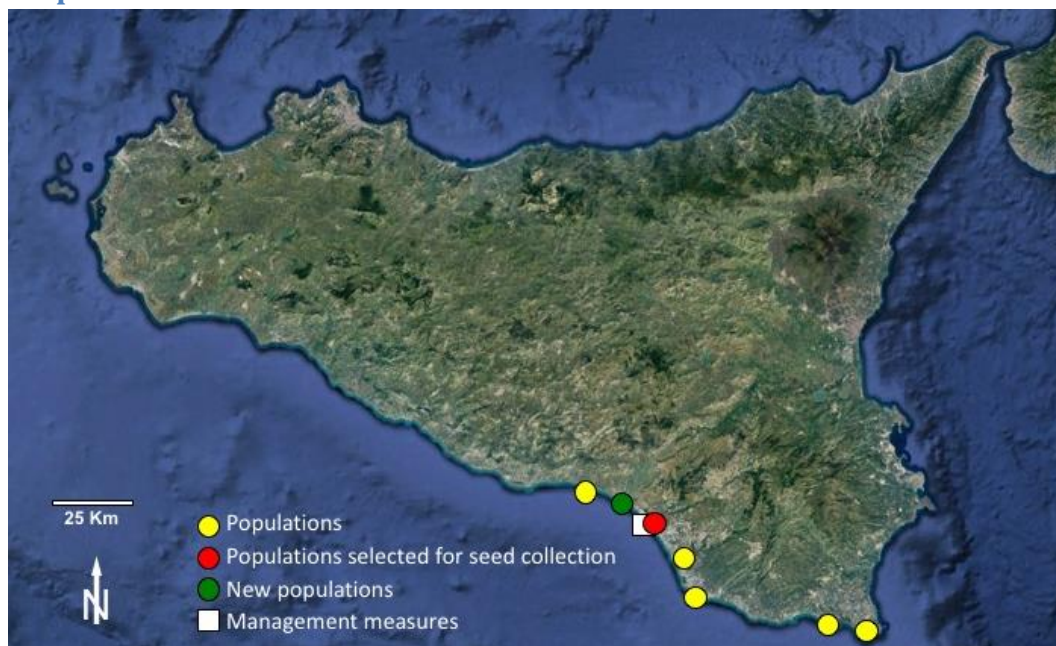 25 Km
Populations
Populations selected for seed collection
New populations
Management measures
N